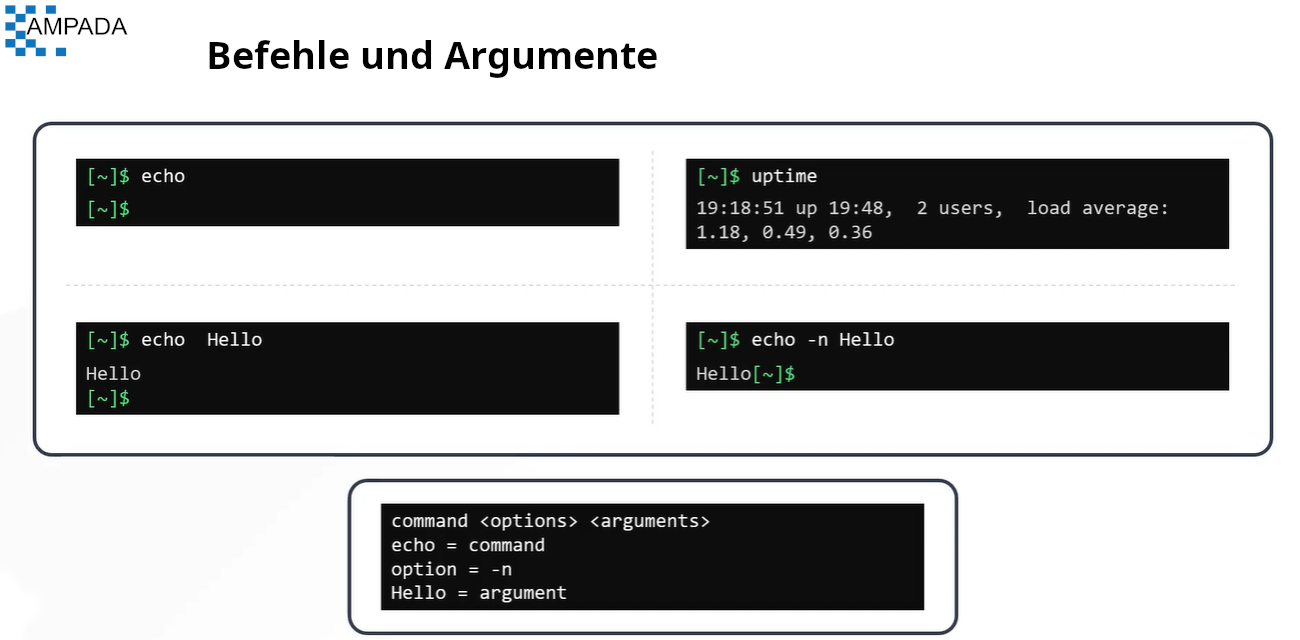 AMPADA
Befehle und Argumente
[~]$ echo
[~]$
[~]$ uptime
19:18:51 up 19:48,  2 users,  load average:
1.18, 0.49, 0.36
[~]$ echo  Hello
Hello
[~]$
[~]$ echo -n Hello
Hello[~]$
command <options> <arguments>
echo = command
option = -n
Hello = argument